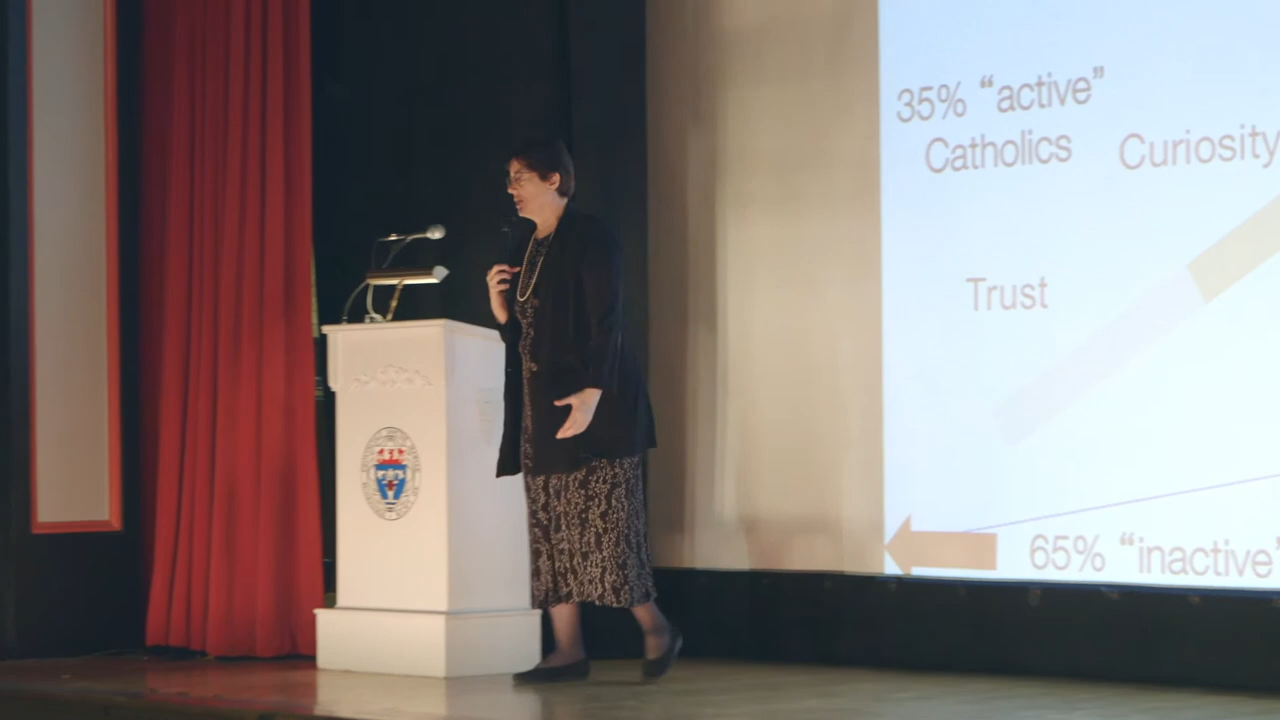 35% “active”
Catholics
Curiosity
Trust
65% “inactive”